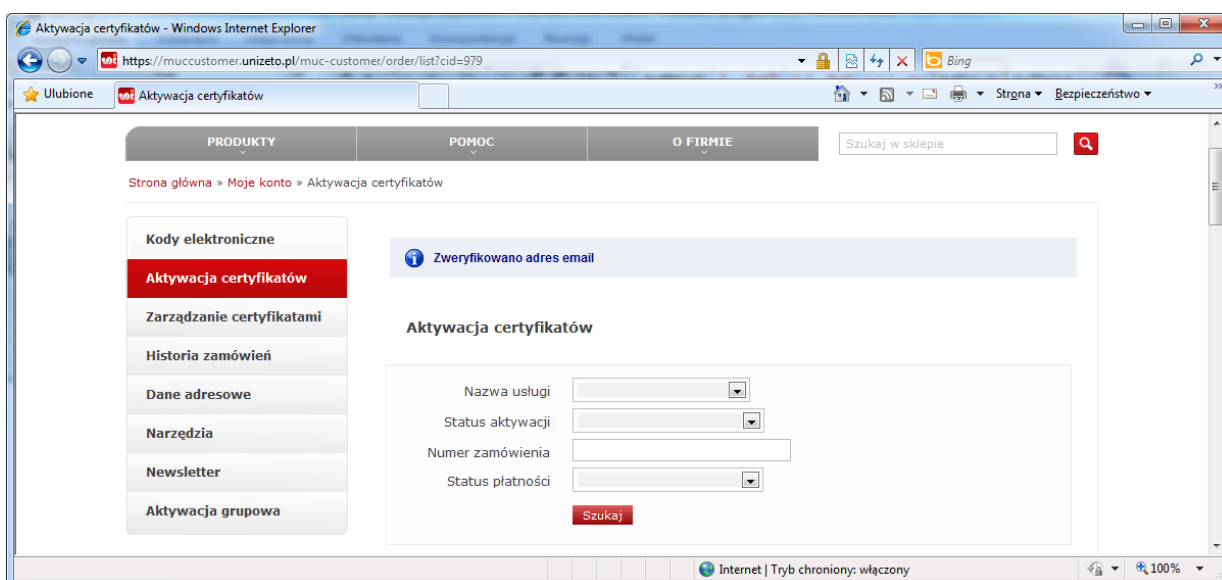 Aktywacja certyfikatów - Windows Internet Explorer
https://muccustomer.unizeto.pl/muc-customer/order/list?cid=979
Bing
Ulubione
Aktywacja certyfikatów
Strona
Bezpieczeństwo
PRODUKTY
POMOC
O FIRMIE
Szukaj w sklepie
Strona główna » Moje konto » Aktywacja certyfikatów
Kody elektroniczne
Aktywacja certyfikatów
Zarządzanie certyfikatami
Historia zamówień
Dane adresowe
Narzędzia
Newsletter
Aktywacja grupowa
Zweryfikowano adres email
Aktywacja certyfikatów
Nazwa usługi
Status aktywacji
Numer zamówienia
Status płatności
Szukaj
Internet | Tryb chroniony: włączony
100%